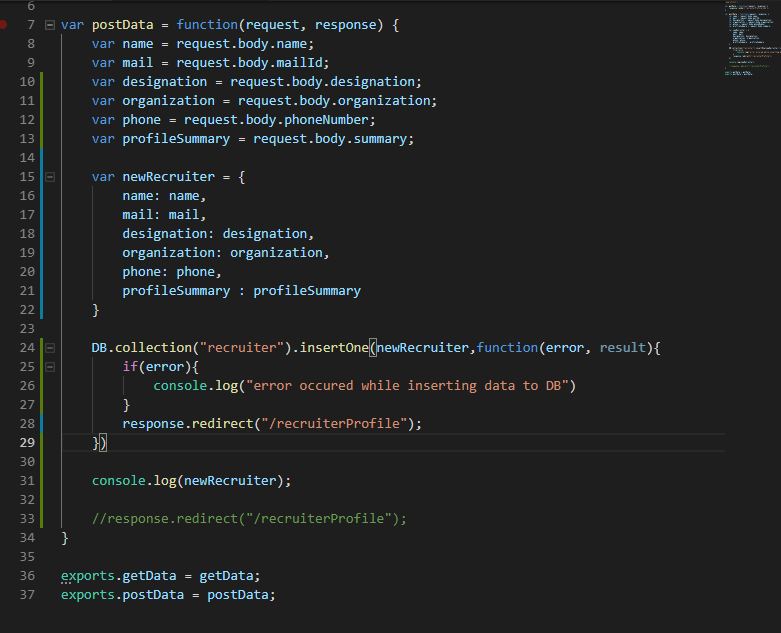 6
7 var postData = function(request, response) {
8 var name = request.body.name;
9 var mail = request.body.mailId;
10 var designation = request.body.designation;
11 var organization = request.body.organization;
12 var phone = request.body.phoneNumber;
13 var profileSummary = request.body.summary;
14
15 var newRecruiter = {
16 name: name,
17 mail: mail,
18 designation: designation,
19 organization: organization,
20 phone: phone,
21 profileSummary : profileSummary
22 }
23
24 DB.collection("recruiter").insertOne(newRecruiter,function(error, result){
25 if(error){
26 console.log("error occured while inserting data to DB")
27 }
28 response.redirect("/recruiterProfile");
29 })
30
31 console.log(newRecruiter);
32
33 //response.redirect("/recruiterProfile");
34 }
35
36 exports.getData = getData;
37 exports.postData = postData;